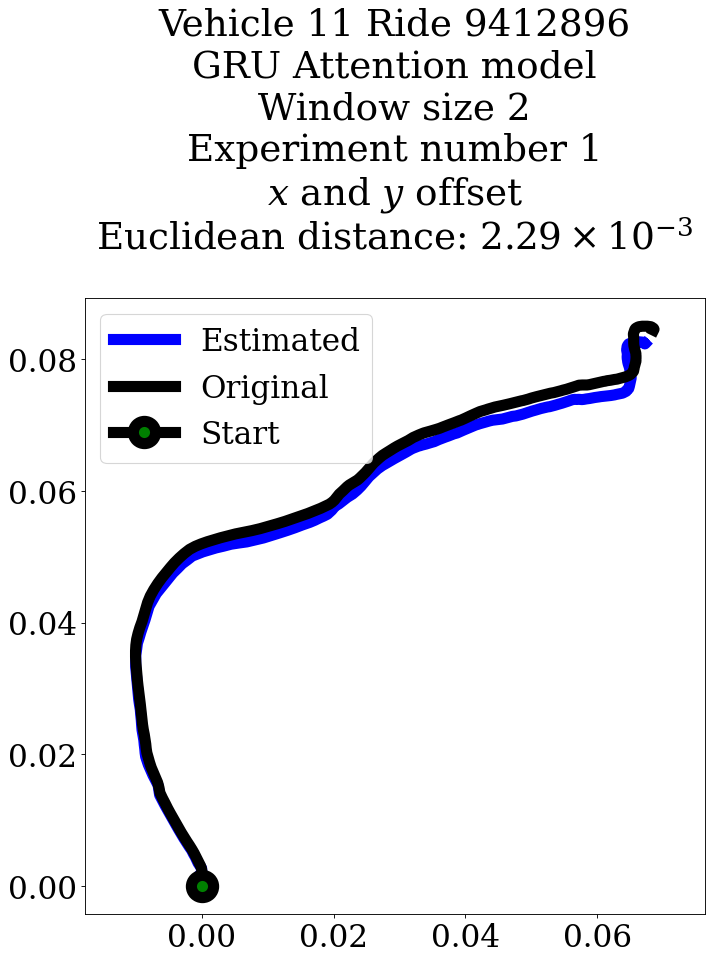 Vehicle 11 Ride 9412896
GRU Attention model
Window size 2
Experiment number 1
x and y offset
Euclidean distance: 2.29 × 10⁻³
Estimated
Original
Start
0.08
0.06
0.04
0.02
0.00
0.00 0.02 0.04 0.06